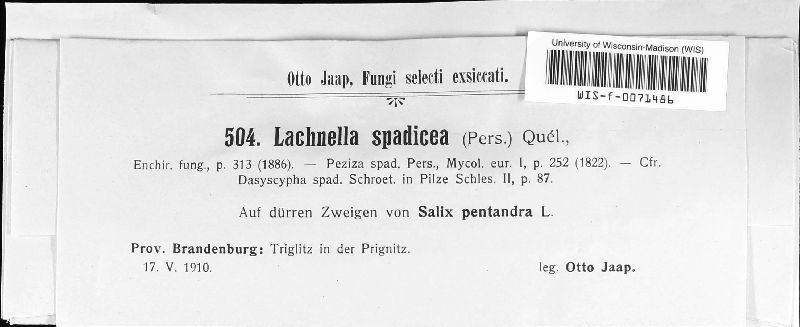 University of Wisconsin-Madison (WIS)
WIS-f-0071486
Otto Jaap, Fungi selecti exsiccati.
504. Lachnella spadicea (Pers.) Quél.,
Enchir. fung., p. 313 (1886). — Peziza spad. Pers., Mycol. eur. I, p. 252 (1822). — Cfr.
Dasyscypha spad. Schroet. in Pilze Schles. II, p. 87.
Auf dürren Zweigen von Salix pentandra L.
Prov. Brandenburg: Triglitz in der Prignitz.
17. V. 1910. leg. Otto Jaap.